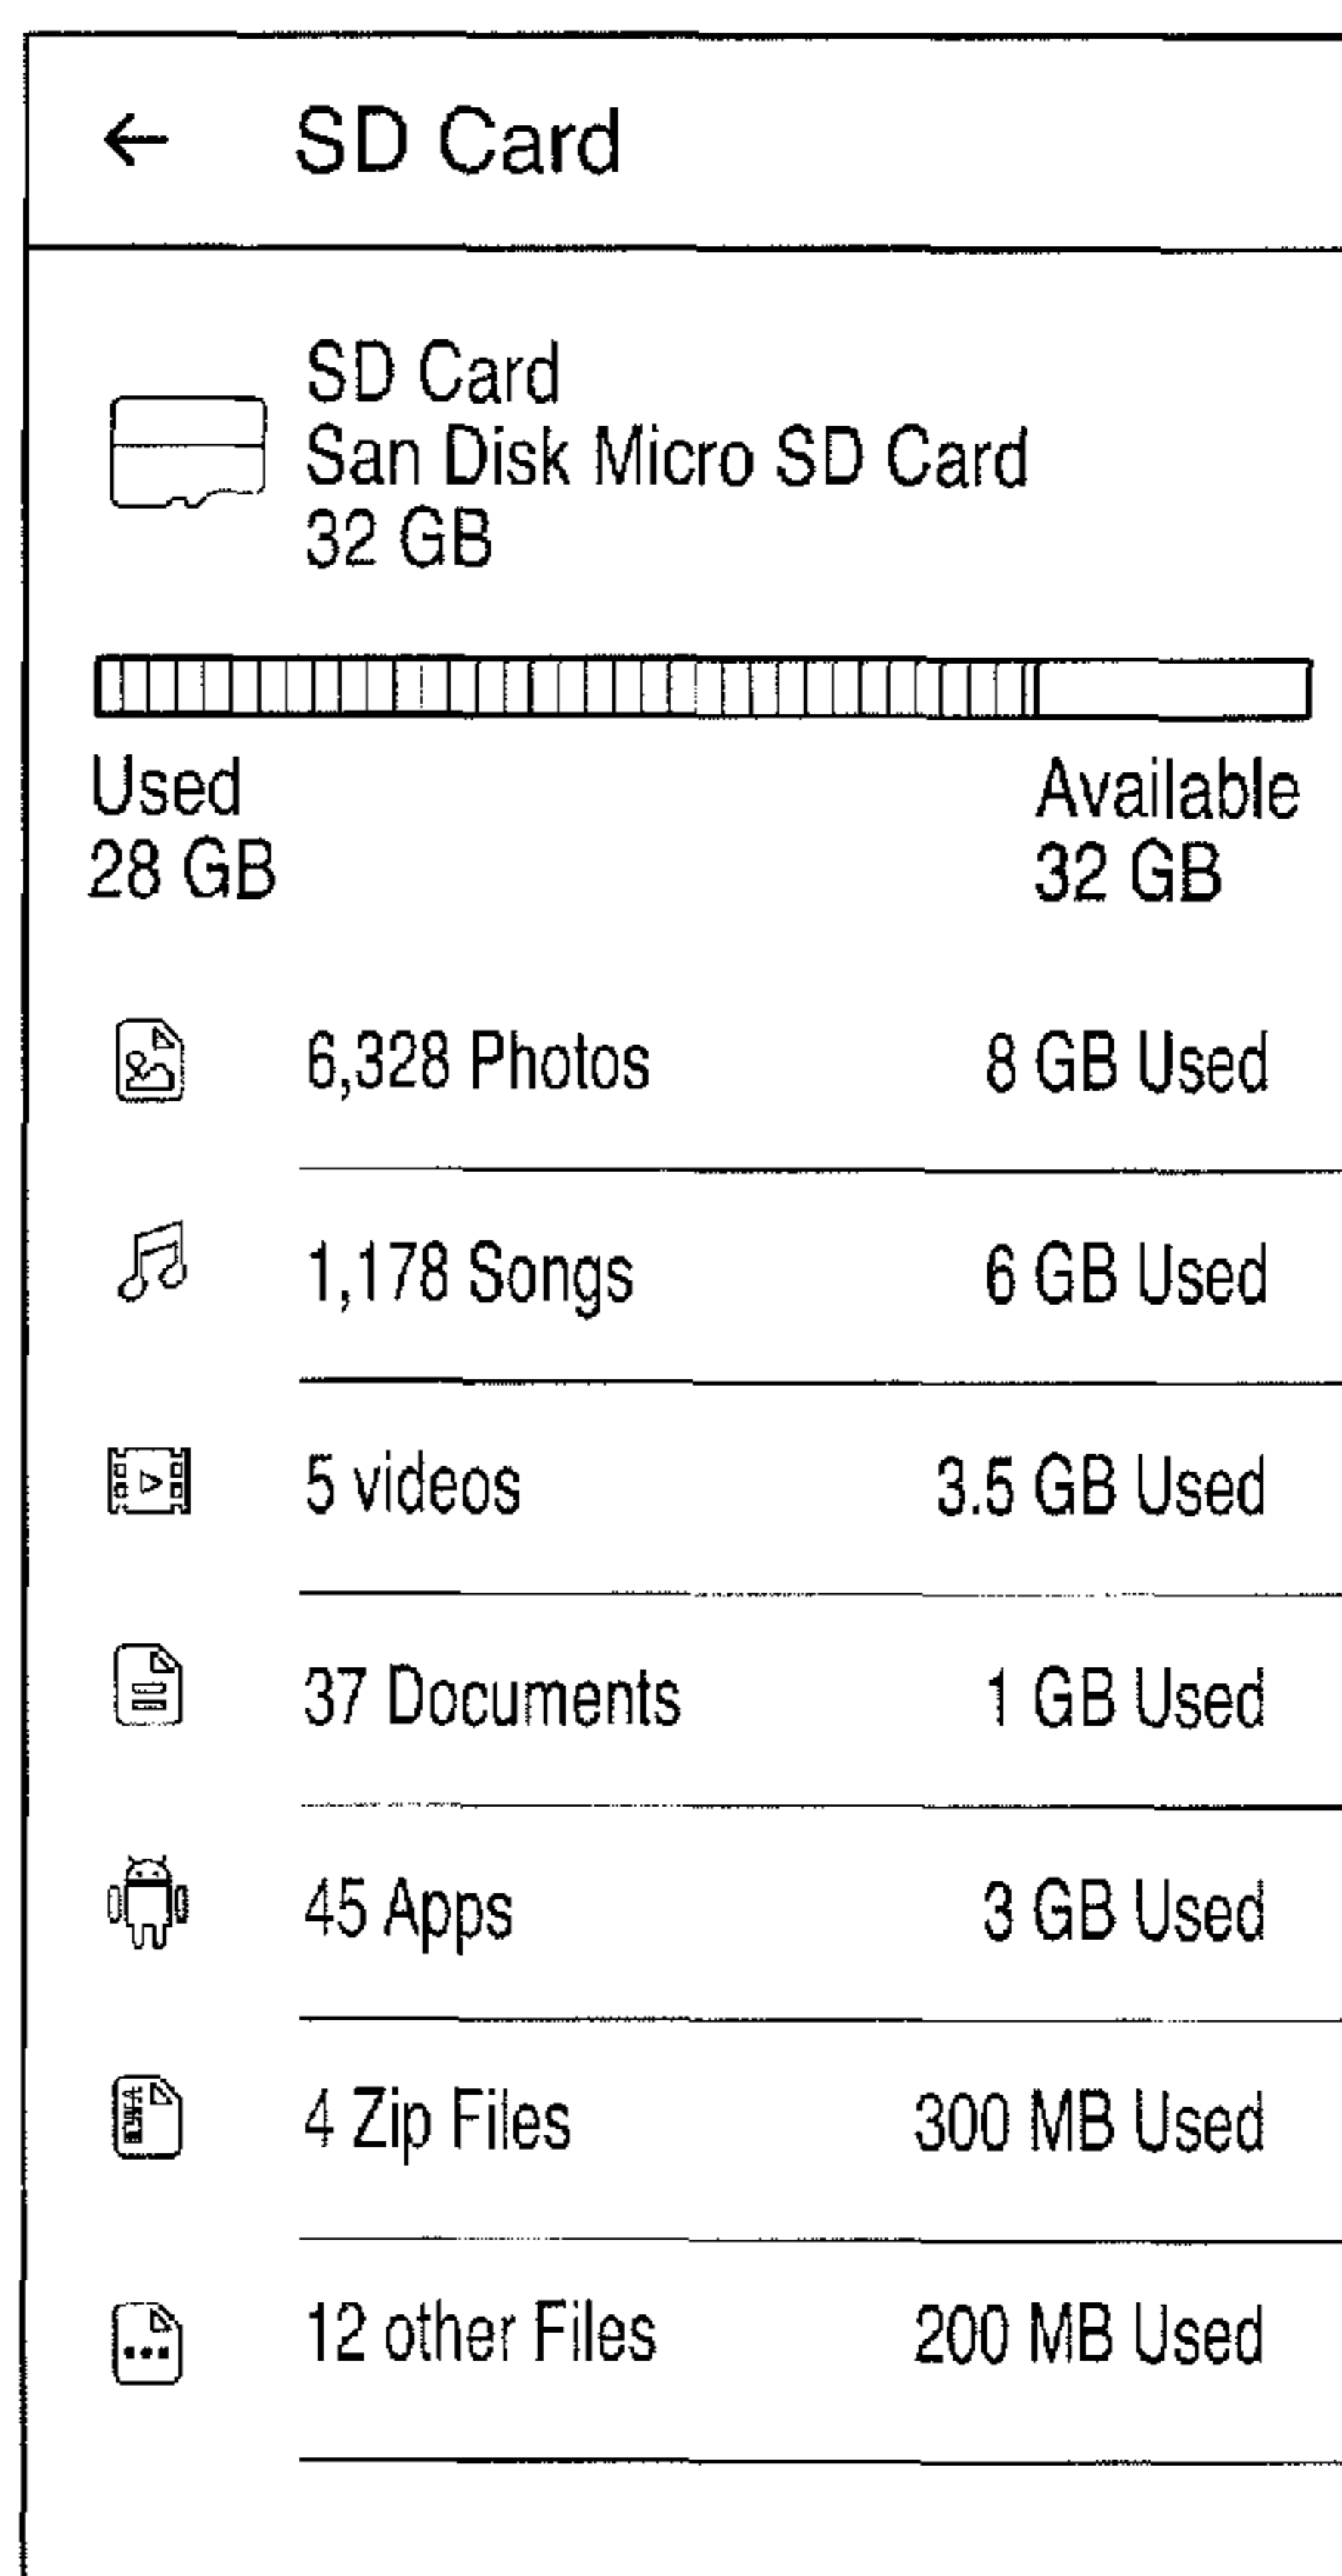 ← SD Card
SD Card
San Disk Micro SD Card
32 GB
Used Available
28 GB 32 GB
6,328 Photos 8 GB Used
1,178 Songs 6 GB Used
5 videos 3.5 GB Used
37 Documents 1 GB Used
45 Apps 3 GB Used
4 Zip Files 300 MB Used
12 other Files 200 MB Used